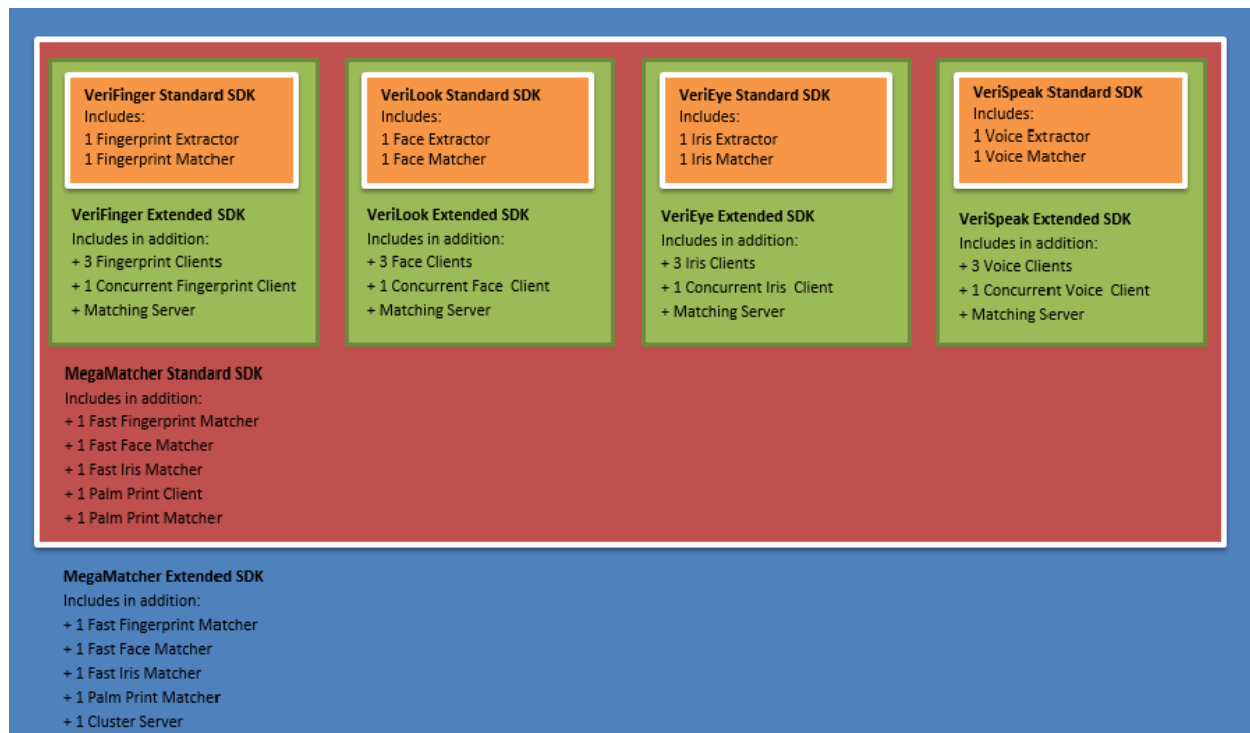 VeriFinger Standard SDK
Includes:
1 Fingerprint Extractor
1 Fingerprint Matcher
VeriFinger Extended SDK
Includes in addition:
+ 3 Fingerprint Clients
+ 1 Concurrent Fingerprint Client
+ Matching Server
VeriLook Standard SDK
Includes:
1 Face Extractor
1 Face Matcher
VeriLook Extended SDK
Includes in addition:
+ 3 Face Clients
+ 1 Concurrent Face Client
+ Matching Server
VeriEye Standard SDK
Includes:
1 Iris Extractor
1 Iris Matcher
VeriEye Extended SDK
Includes in addition:
+ 3 Iris Clients
+ 1 Concurrent Iris Client
+ Matching Server
VeriSpeak Standard SDK
Includes:
1 Voice Extractor
1 Voice Matcher
VeriSpeak Extended SDK
Includes in addition:
+ 3 Voice Clients
+ 1 Concurrent Voice Client
+ Matching Server
MegaMatcher Standard SDK
Includes in addition:
+ 1 Fast Fingerprint Matcher
+ 1 Fast Face Matcher
+ 1 Fast Iris Matcher
+ 1 Palm Print Client
+ 1 Palm Print Matcher
MegaMatcher Extended SDK
Includes in addition:
+ 1 Fast Fingerprint Matcher
+ 1 Fast Face Matcher
+ 1 Fast Iris Matcher
+ 1 Palm Print Matcher
+ 1 Cluster Server